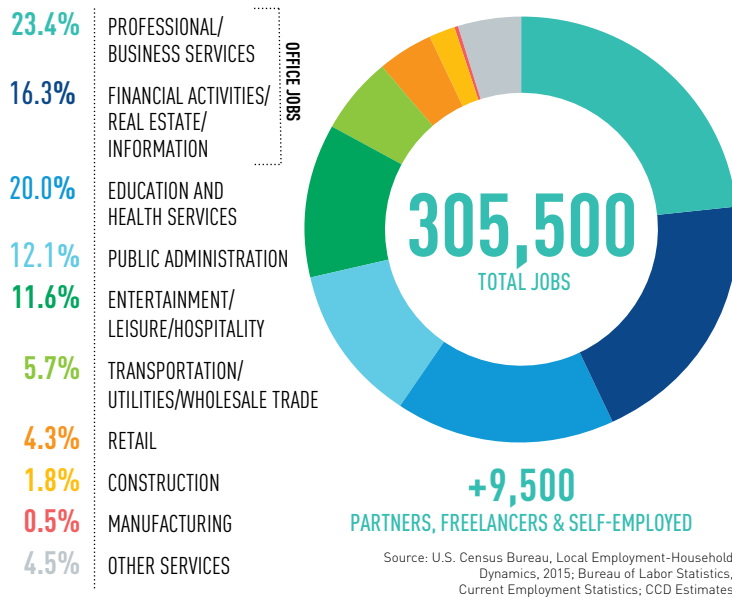 23.4% PROFESSIONAL/
BUSINESS SERVICES
16.3% FINANCIAL ACTIVITIES/
REAL ESTATE/
INFORMATION
OFFICE JOBS
20.0% EDUCATION AND
HEALTH SERVICES
12.1% PUBLIC ADMINISTRATION
11.6% ENTERTAINMENT/
LEISURE/HOSPITALITY
5.7% TRANSPORTATION/
UTILITIES/WHOLESALE TRADE
4.3% RETAIL
1.8% CONSTRUCTION
0.5% MANUFACTURING
4.5% OTHER SERVICES
305,500
TOTAL JOBS
+9,500
PARTNERS, FREELANCERS & SELF-EMPLOYED
Source: U.S. Census Bureau, Local Employment-Household
Dynamics, 2015; Bureau of Labor Statistics,
Current Employment Statistics; CCD Estimates